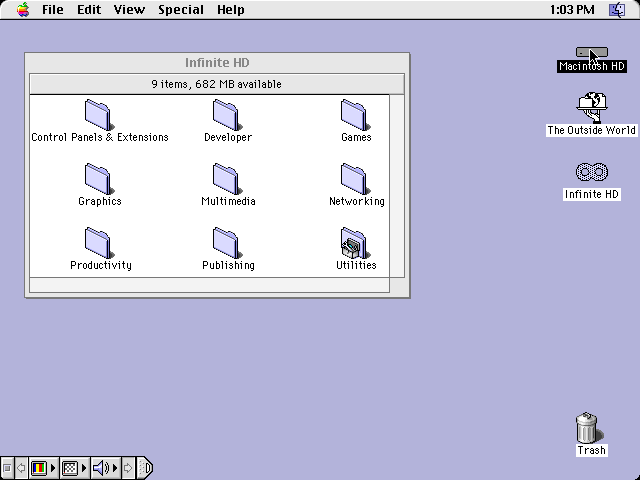 File Edit View Special Help 1:03 PM
Infinite HD
9 items, 682 MB available
Control Panels & Extensions Developer Games
Graphics Multimedia Networking
Productivity Publishing Utilities
Macintosh HD
The Outside World
Infinite HD
Trash